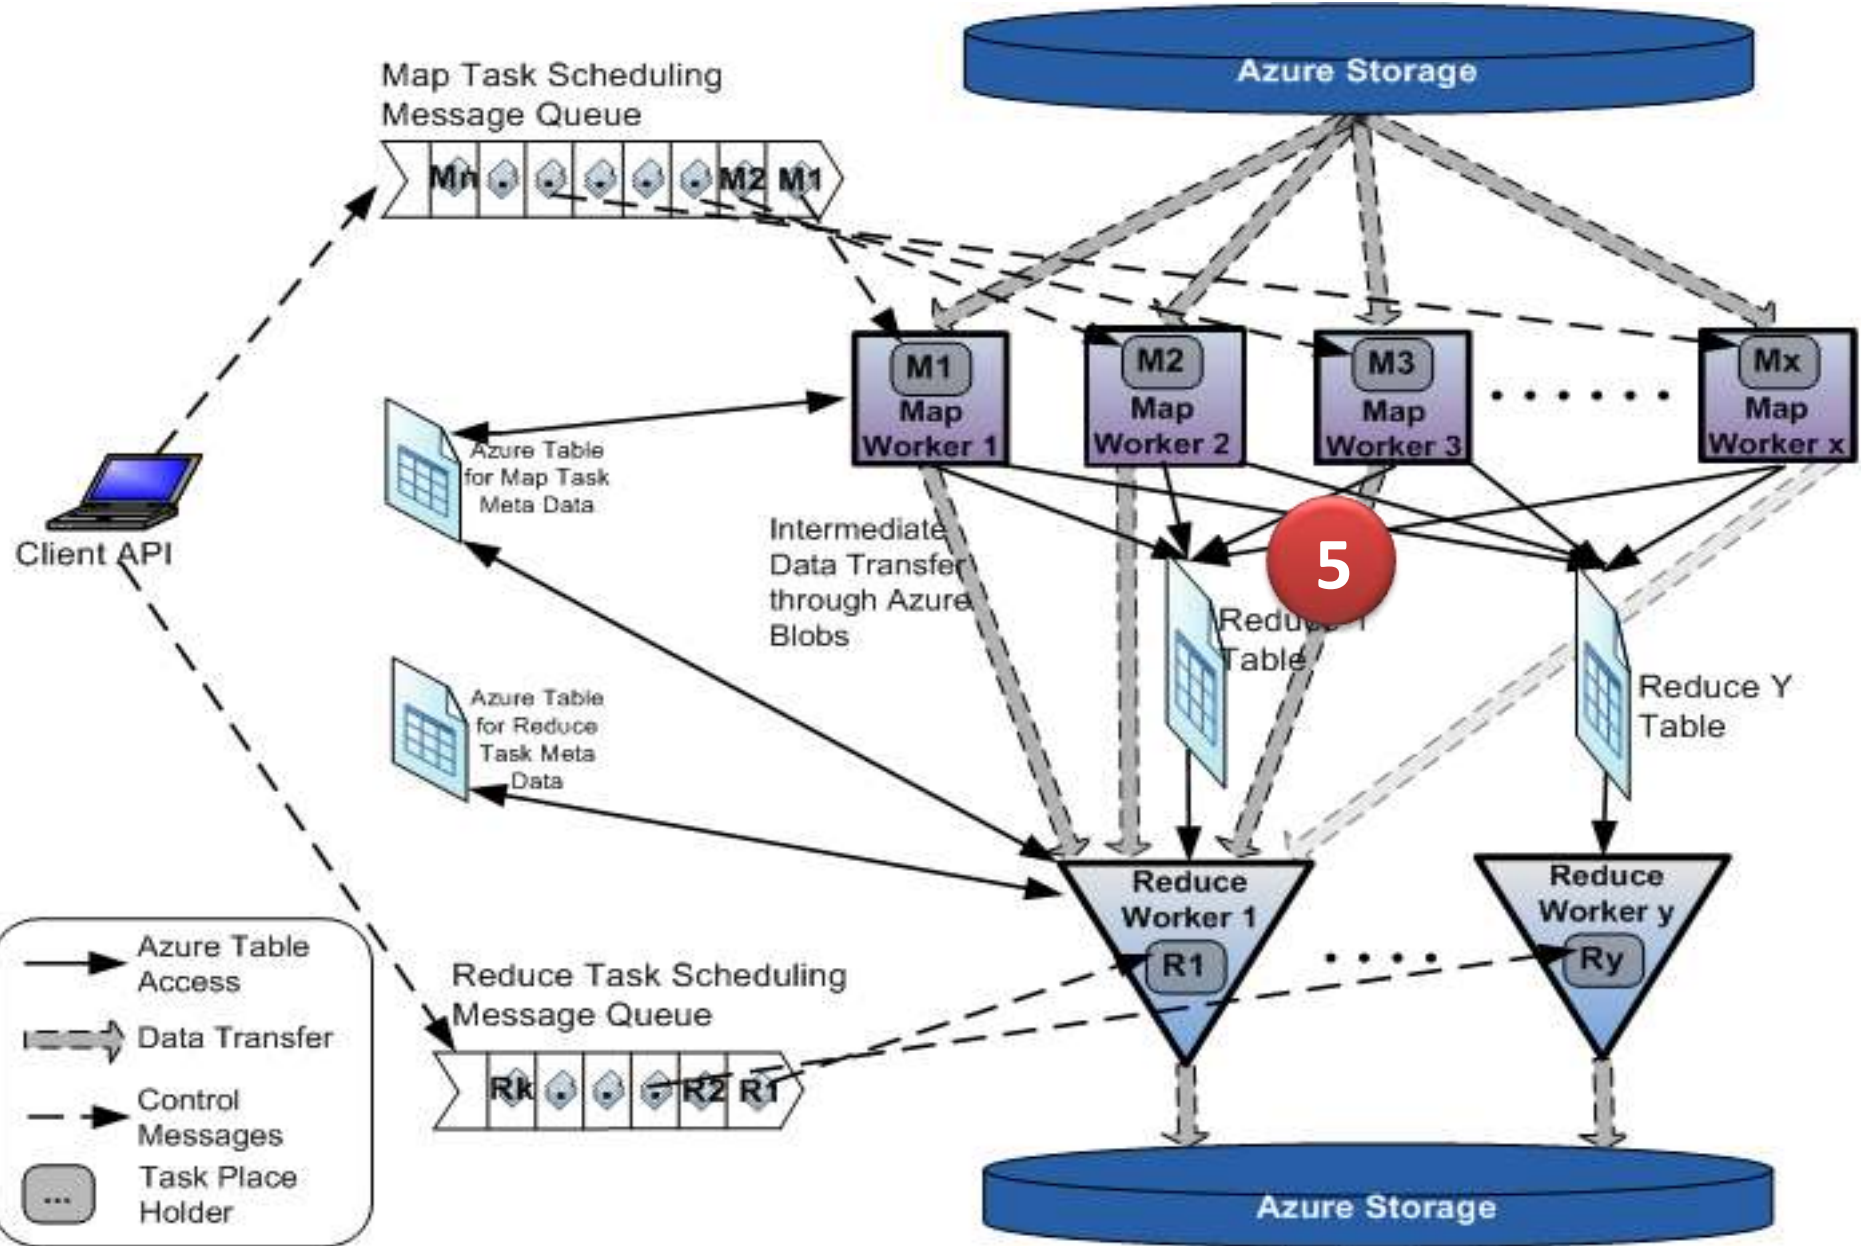 Azure Storage
Map Task Scheduling
Message Queue
Mn
M2
M1
M1
Map
Worker 1
M2
Map
Worker 2
M3
Map
Worker 3
Mx
Map
Worker x
Azure Table
for Map Task
Meta Data
Client API
Intermediate
Data Transfer
through Azure
Blobs
5
Table
Reduce Y
Table
Azure Table
for Reduce
Task Meta
Data
Reduce
Worker 1
R1
Reduce
Worker y
Ry
Reduce Task Scheduling
Message Queue
Rk
R2
R1
Azure Table
Access
Data Transfer
Control
Messages
...
Task Place
Holder
Azure Storage